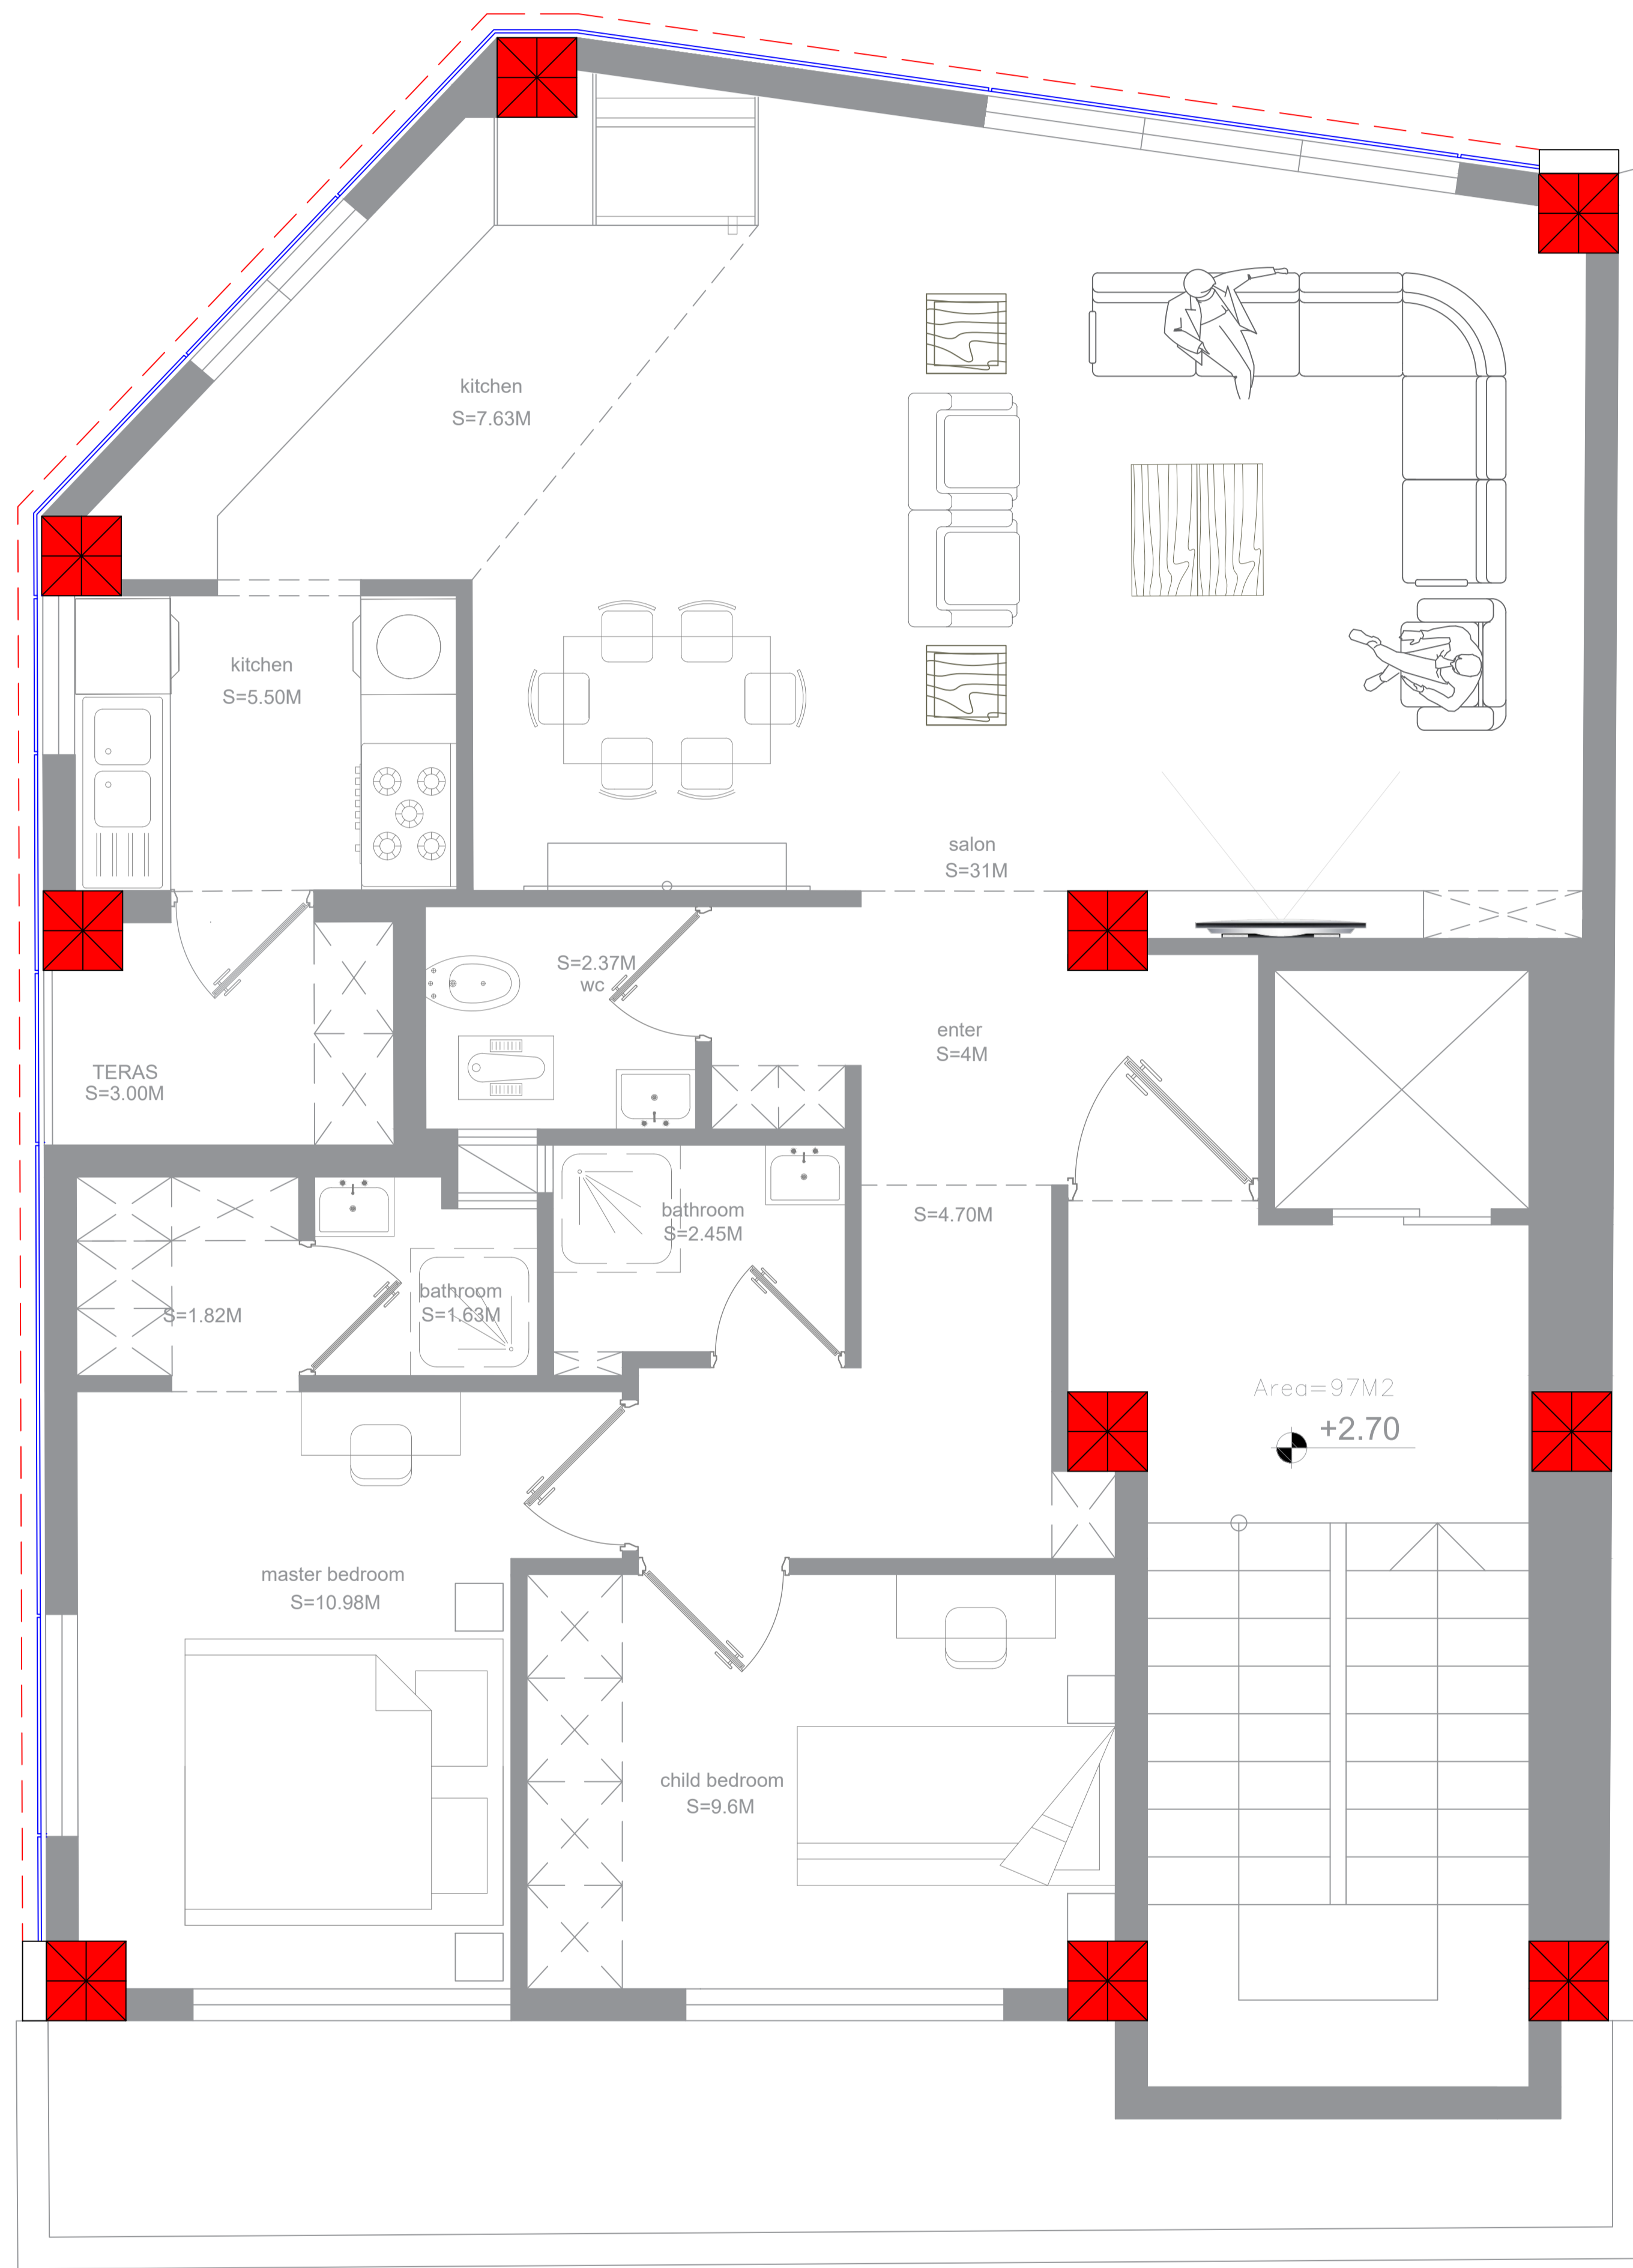 kitchen
S=7.63M
kitchen
S=5.50M
salon
S=31M
S=2.37M
wc
enter
S=4M
TERAS
S=3.00M
bathroom
S=2.45M
S=4.70M
bathroom
S=1.63M
S=1.82M
Area=97M2
+2.70
master bedroom
S=10.98M
child bedroom
S=9.6M